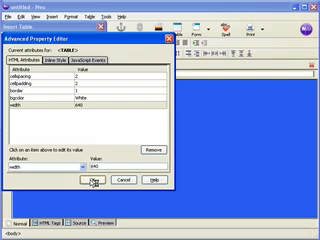 untitled - Nvu
File Edit View Insert Format Table Tools Help
Insert Table
Table Form Spell
Advanced Property Editor
Current attributes for: <TABLE>
HTML Attributes Inline Style JavaScript Events
Attribute Value
cellspacing 2
cellpadding 2
border 1
bgcolor White
width 640
Click on an item above to edit its value Remove
Attribute: Value:
width 640
OK Cancel Help
Normal HTML Tags Source Preview
<body>